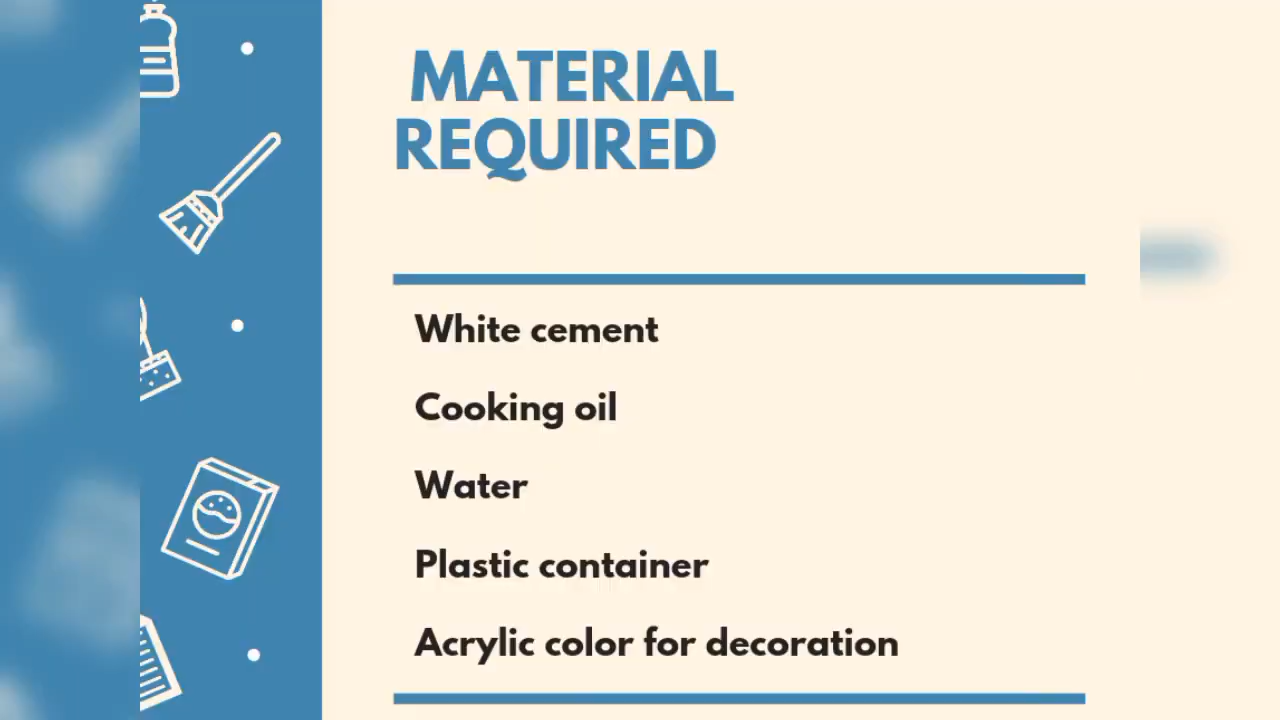 MATERIAL
REQUIRED
White cement
Cooking oil
Water
Plastic container
Acrylic color for decoration